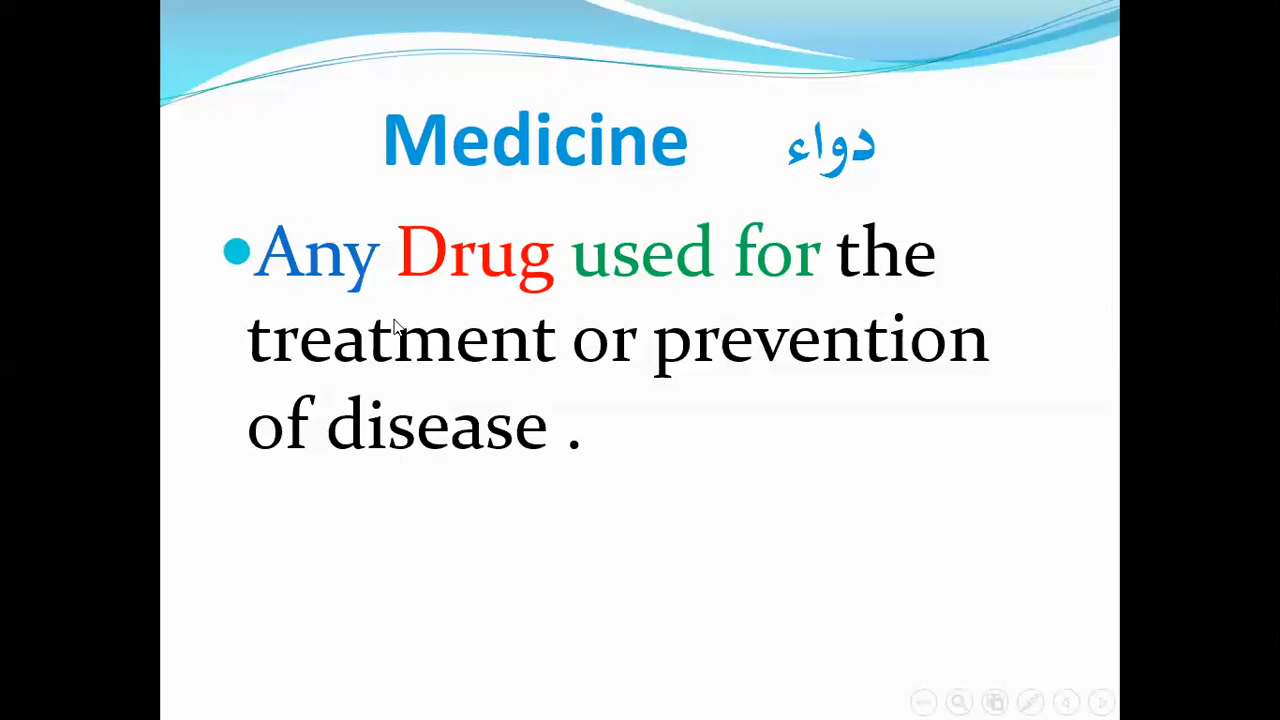 Medicine دواء
•Any Drug used for the
treatment or prevention
of disease .